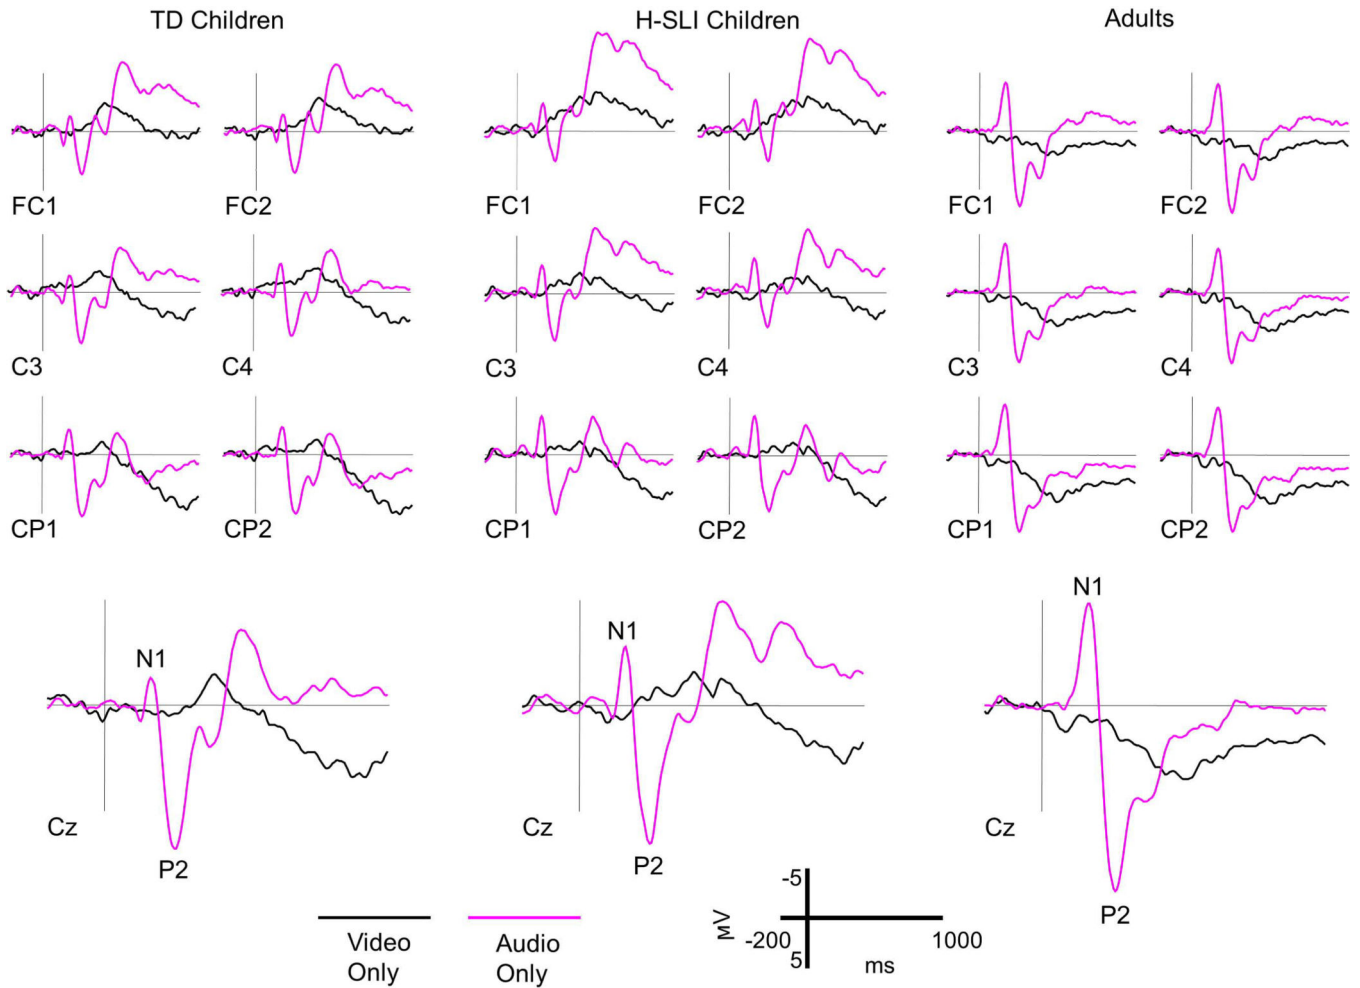 TD Children
H-SLI Children
Adults
FC1
FC2
FC1
FC2
FC1
FC2
C3
C4
C3
C4
C3
C4
CP1
CP2
CP1
CP2
CP1
CP2
N1
N1
N1
Cz
Cz
Cz
P2
P2
P2
Video
Only
Audio
Only
-5
μV
-200
1000
5
ms